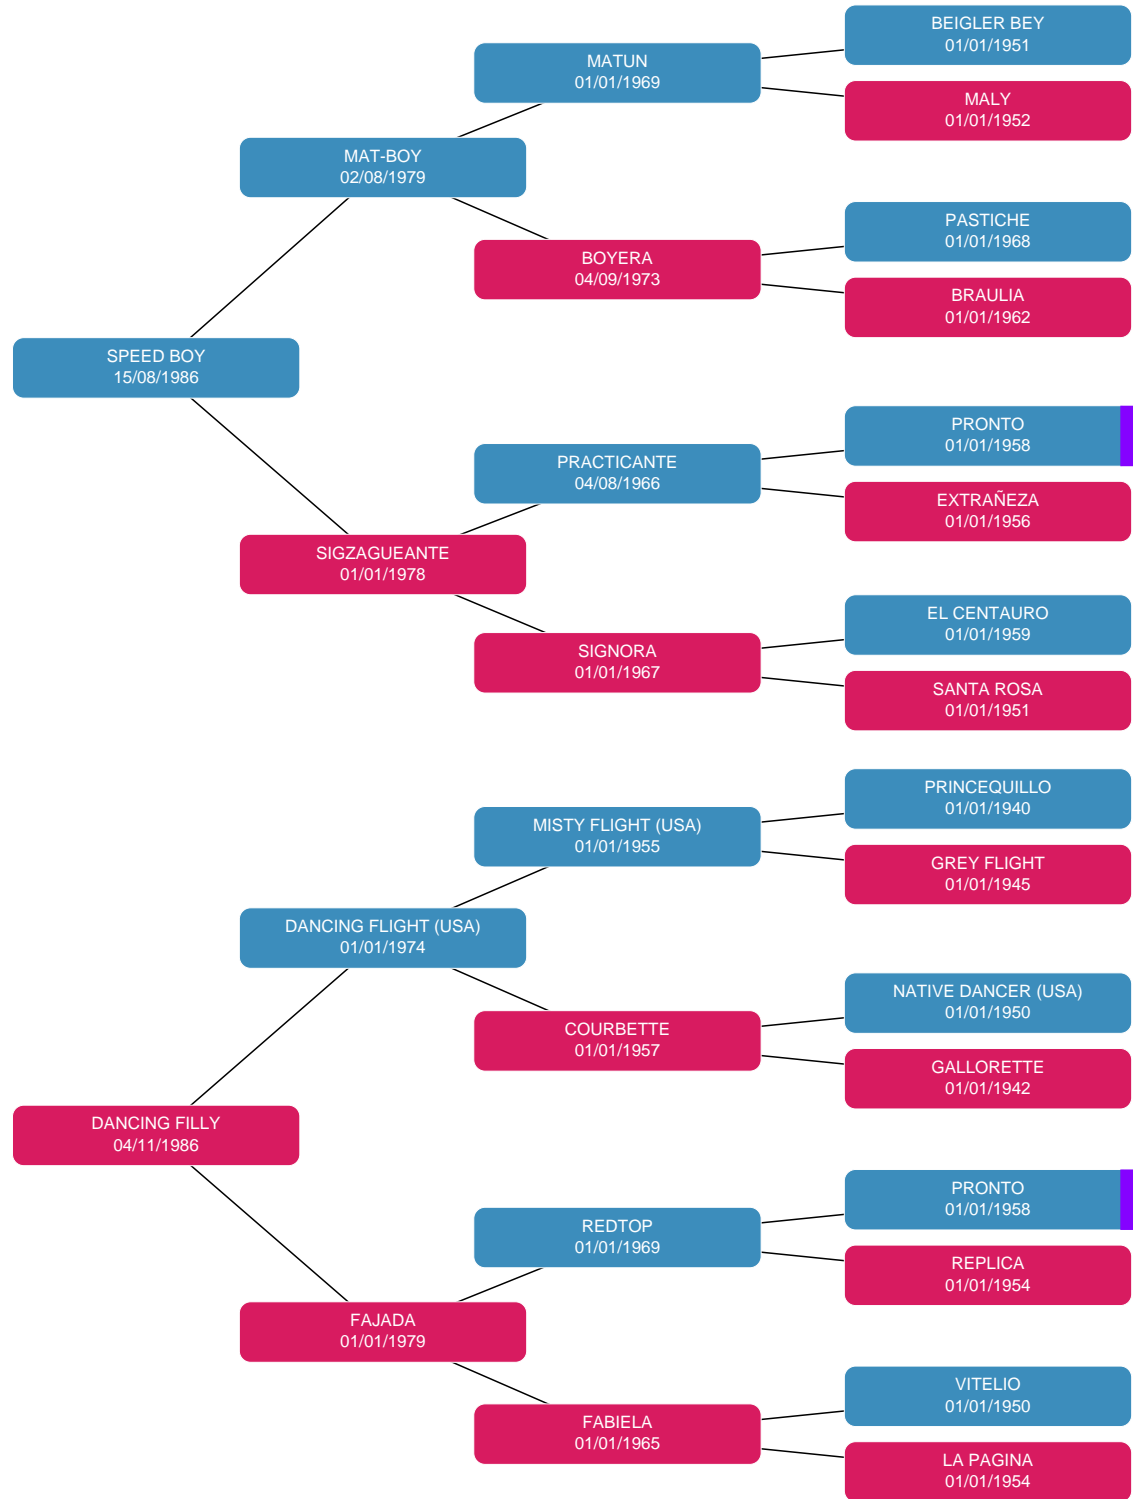 BEIGLER BEY
01/01/1951
MATUN
01/01/1969
MALY
01/01/1952
MAT-BOY
02/08/1979
PASTICHE
01/01/1968
BOYERA
04/09/1973
BRAULIA
01/01/1962
SPEED BOY
15/08/1986
PRONTO
01/01/1958
PRACTICANTE
04/08/1966
EXTRAÑEZA
01/01/1956
SIGZAGUEANTE
01/01/1978
EL CENTAURO
01/01/1959
SIGNORA
01/01/1967
SANTA ROSA
01/01/1951
PRINCEQUILLO
01/01/1940
MISTY FLIGHT (USA)
01/01/1955
GREY FLIGHT
01/01/1945
DANCING FLIGHT (USA)
01/01/1974
NATIVE DANCER (USA)
01/01/1950
COURBETTE
01/01/1957
GALLORETTE
01/01/1942
DANCING FILLY
04/11/1986
PRONTO
01/01/1958
REDTOP
01/01/1969
REPLICA
01/01/1954
FAJADA
01/01/1979
VITELIO
01/01/1950
FABIELA
01/01/1965
LA PAGINA
01/01/1954